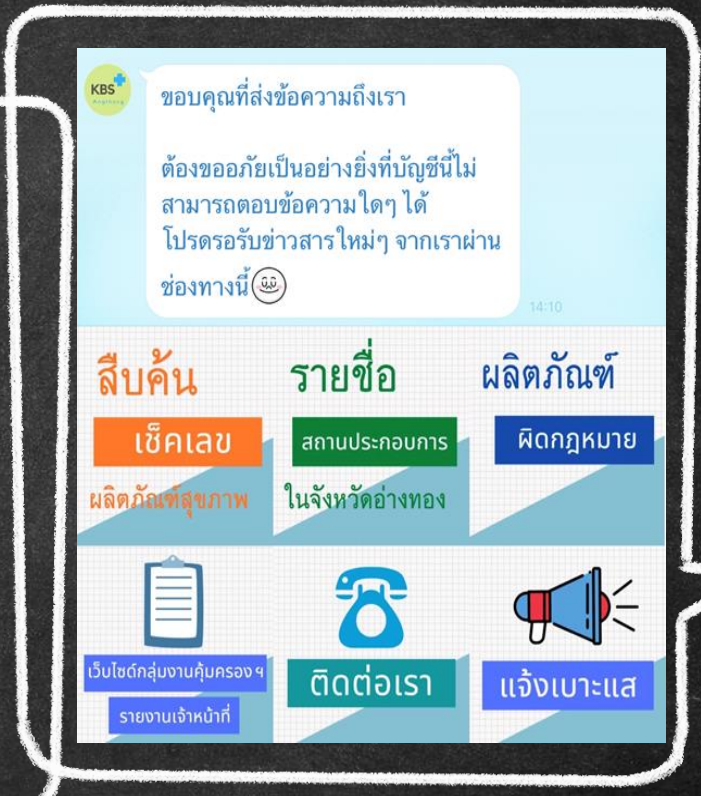 KBS
Angthong
ขอบคุณที่ส่งข้อความถึงเรา
ต้องขออภัยเป็นอย่างยิ่งที่บัญชีนี้ไม่
สามารถตอบข้อความใดๆ ได้
โปรดรอรับข่าวสารใหม่ๆ จากเราผ่าน
ช่องทางนี้
14:10
สืบค้น
เช็คเลข
ผลิตภัณฑ์สุขภาพ
รายชื่อ
สถานประกอบการ
ในจังหวัดอ่างทอง
ผลิตภัณฑ์
ผิดกฎหมาย
เว็บไซต์กลุ่มงานคุ้มครอง ฯ
รายงานเจ้าหน้าที่
ติดต่อเรา
แจ้งเบาะแส